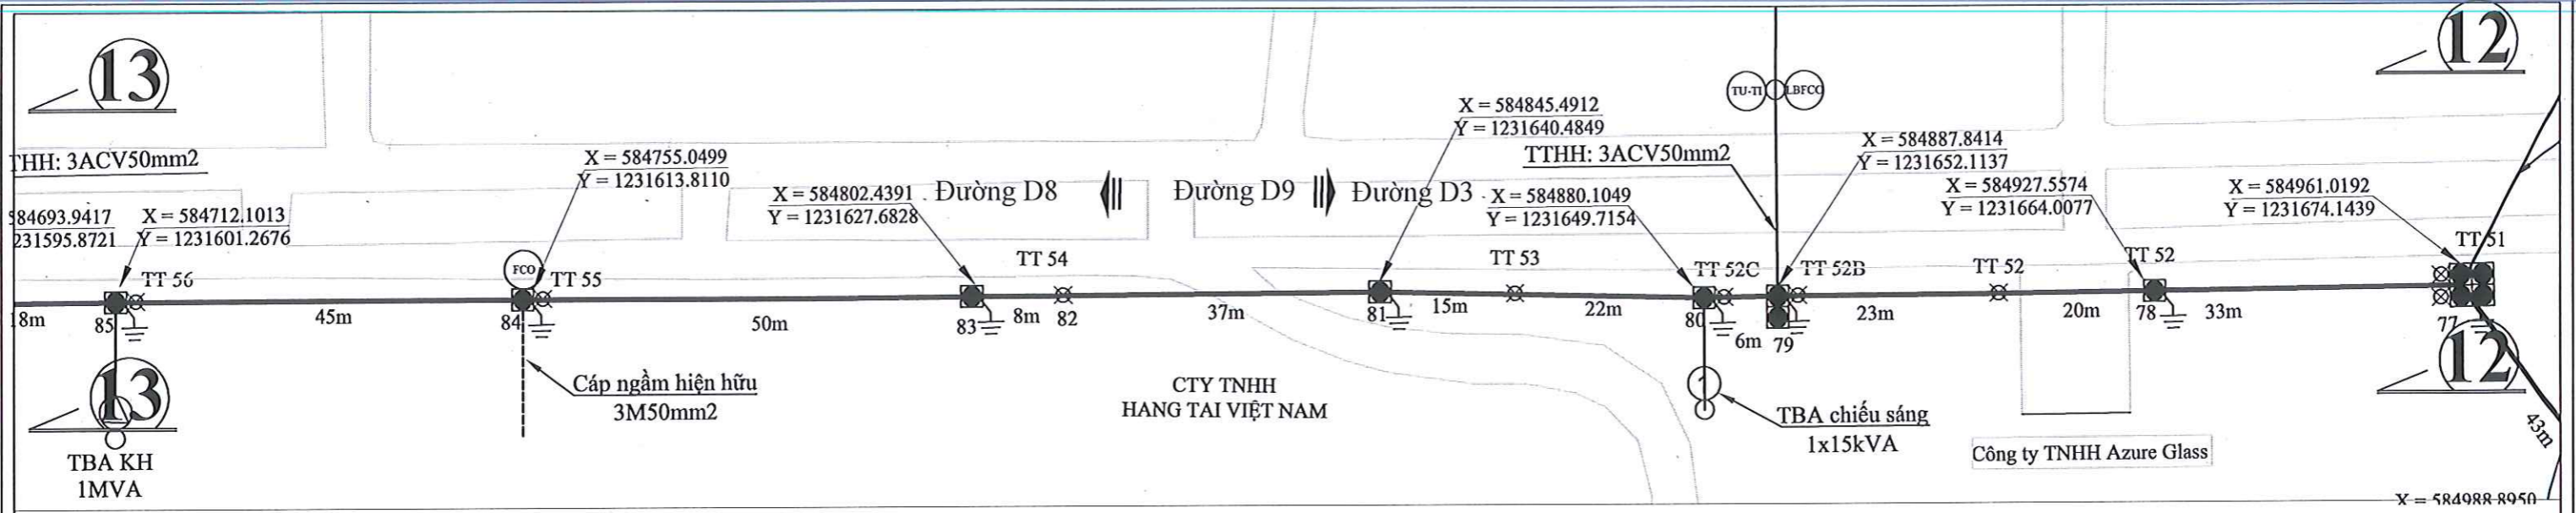 13
12
TU-TI
LBFCO
X = 584845.4912
Y = 1231640.4849
THH: 3ACV50mm2
X = 584755.0499
Y = 1231613.8110
TTHH: 3ACV50mm2
X = 584887.8414
Y = 1231652.1137
X = 584802.4391
Y = 1231627.6828
Đường D8
Đường D9
Đường D3
X = 584880.1049
Y = 1231649.7154
X = 584927.5574
Y = 1231664.0077
X = 584961.0192
Y = 1231674.1439
584693.9417
231595.8721
X = 584712.1013
Y = 1231601.2676
TT 56
FCO
TT 55
TT 54
TT 53
TT 52C
TT 52B
TT 52
TT 52
TT 51
18m
85
45m
84
50m
83
8m
82
37m
81
15m
22m
80
6m
79
23m
20m
78
33m
77
13
12
Cáp ngầm hiện hữu
3M50mm2
CTY TNHH
HANG TAI VIỆT NAM
1
TBA chiếu sáng
1x15kVA
Công ty TNHH Azure Glass
43m
TBA KH
1MVA
X = 584988.8950